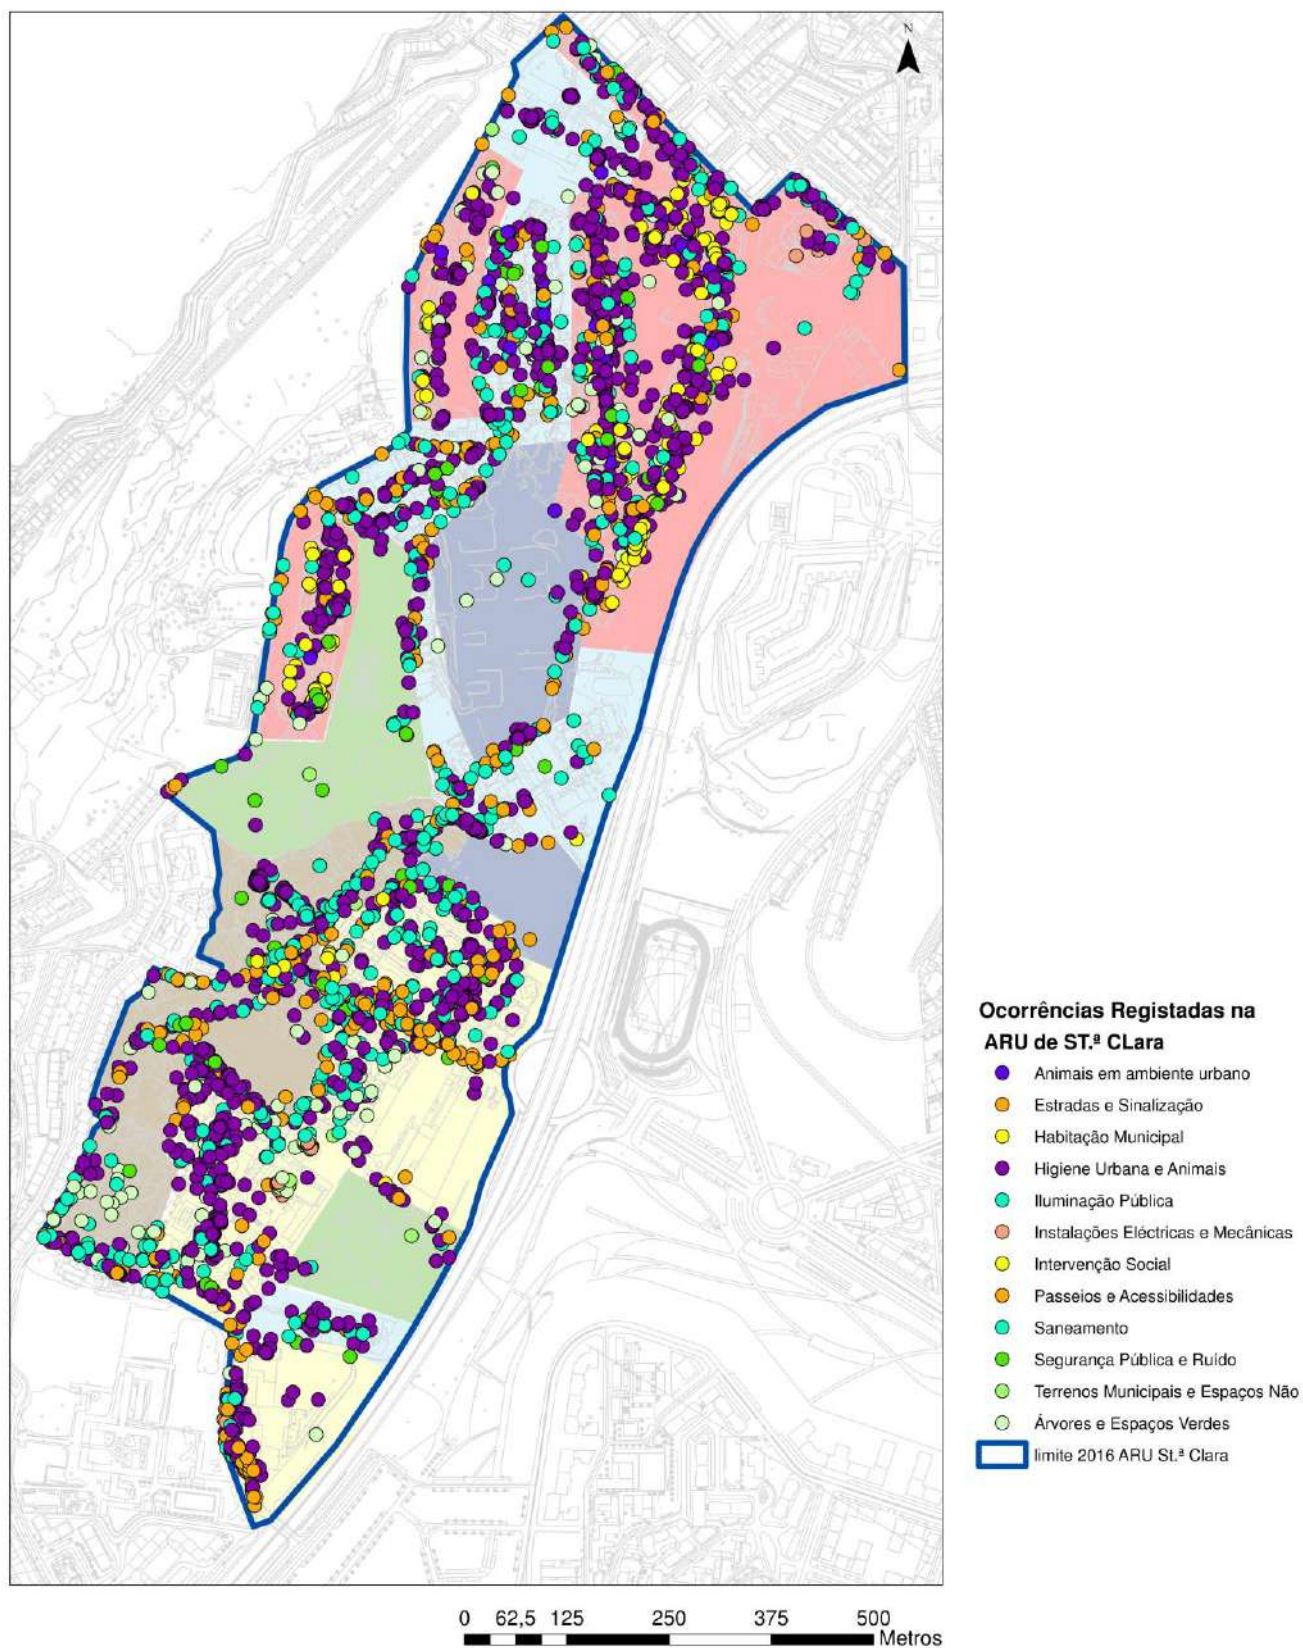 N
Ocorrências Registadas na
ARU de ST.ª CLara
Animais em ambiente urbano
Estradas e Sinalização
Habitação Municipal
Higiene Urbana e Animais
Iluminação Pública
Instalações Eléctricas e Mecânicas
Intervenção Social
Passeios e Acessibilidades
Saneamento
Segurança Pública e Ruído
Terrenos Municipais e Espaços Não
Árvores e Espaços Verdes
limite 2016 ARU St.ª Clara
0 62,5 125 250 375 500
Metros